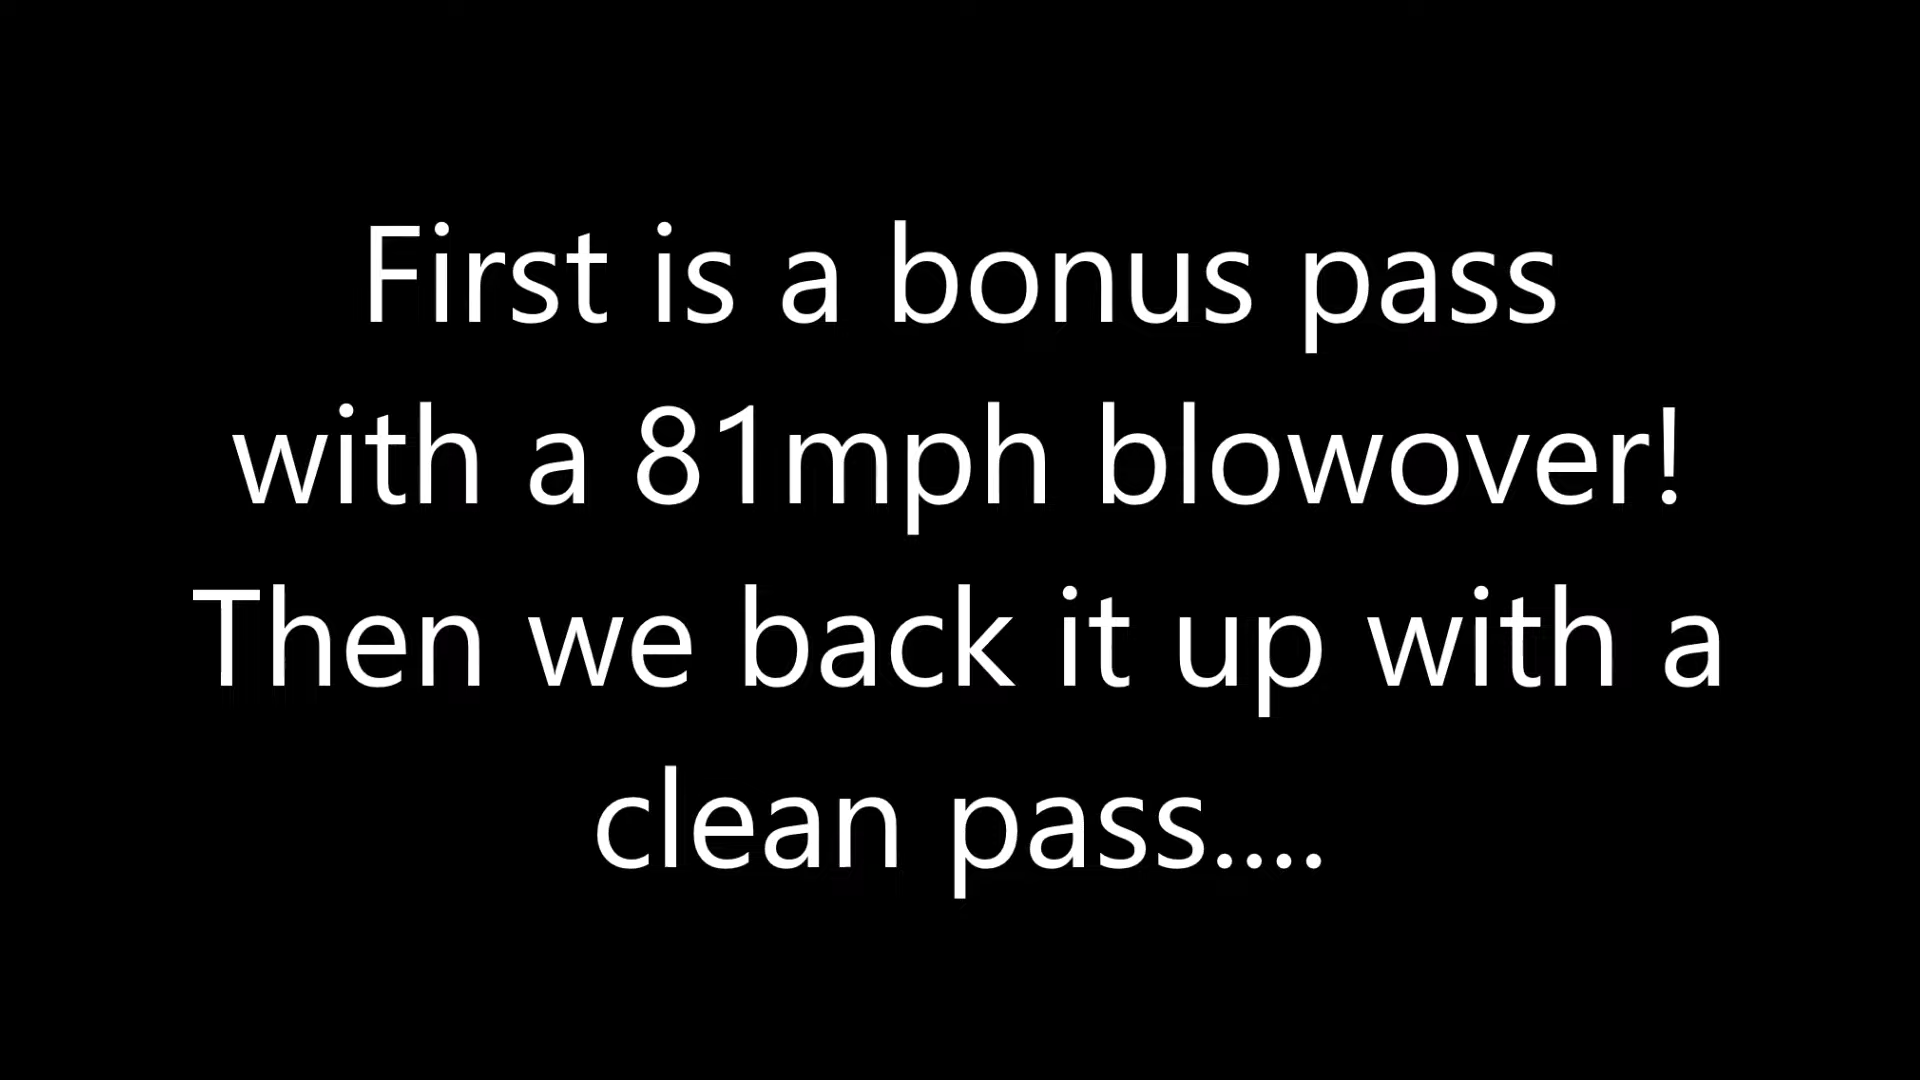 First is a bonus pass
with a 81mph blowover!
Then we back it up with a
clean pass....